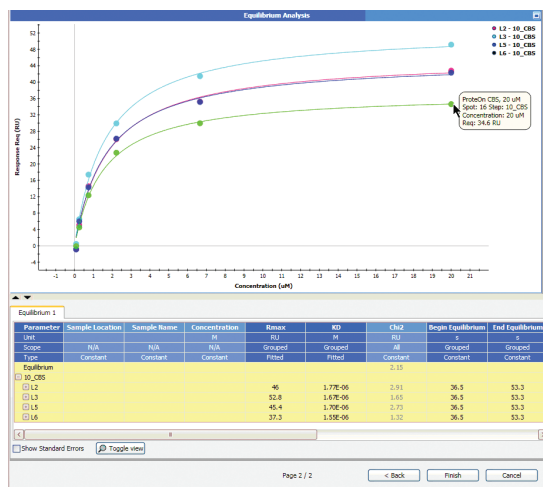 Equilibrium Analysis
L2 - 10_CBS
L3 - 10_CBS
L5 - 10_CBS
L6 - 10_CBS
52
48
44
40
36
32
28
24
20
16
12
8
4
0
-4
Response Req (RU)
ProteOn CBS, 20 uM
Spot: 16 Step: 10_CBS
Concentration: 20 uM
Req: 34.6 RU
-1 0 1 2 3 4 5 6 7 8 9 10 11 12 13 14 15 16 17 18 19 20 21
Concentration (uM)
Equilibrium 1
Parameter Sample Location Sample Name Concentration Rmax KD Chi2 Begin Equilibrium End Equilibrium
Unit M RU M RU s s
Scope N/A N/A N/A Grouped Grouped All Grouped Grouped
Type Constant Constant Constant Fitted Fitted Constant Constant Constant
Equilibrium 2.15
10_CBS
L2 46 1.77E-06 2.91 36.5 53.3
L3 52.8 1.67E-06 1.65 36.5 53.3
L5 45.4 1.70E-06 2.73 36.5 53.3
L6 37.3 1.55E-06 1.32 36.5 53.3
Show Standard Errors Toggle view
Page 2 / 2 < Back Finish Cancel